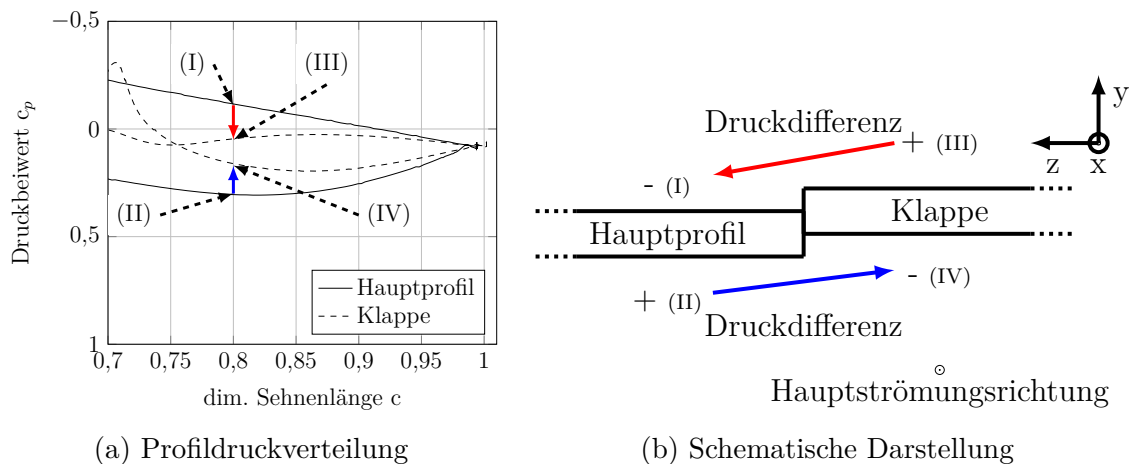 −0,5
0
0,5
1
0,7
0,75
0,8
0,85
0,9
0,95
1
Druckbeiwert c_p
dim. Sehnenlänge c
(I)
(III)
(II)
(IV)
Hauptprofil
Klappe
(a) Profildruckverteilung
Druckdifferenz
+ (III)
- (I)
y
z
x
Hauptprofil
Klappe
+ (II)
- (IV)
Druckdifferenz
Hauptströmungsrichtung
(b) Schematische Darstellung